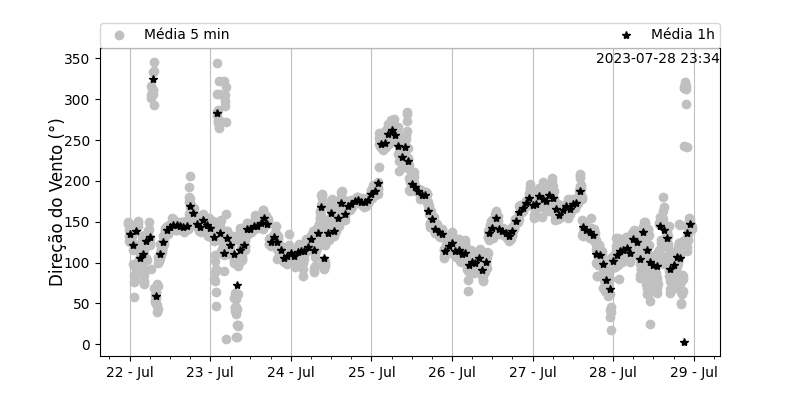 Média 5 min
Média 1h
2023-07-28 23:34
Direção do Vento (°)
350
300
250
200
150
100
50
0
22 - Jul
23 - Jul
24 - Jul
25 - Jul
26 - Jul
27 - Jul
28 - Jul
29 - Jul